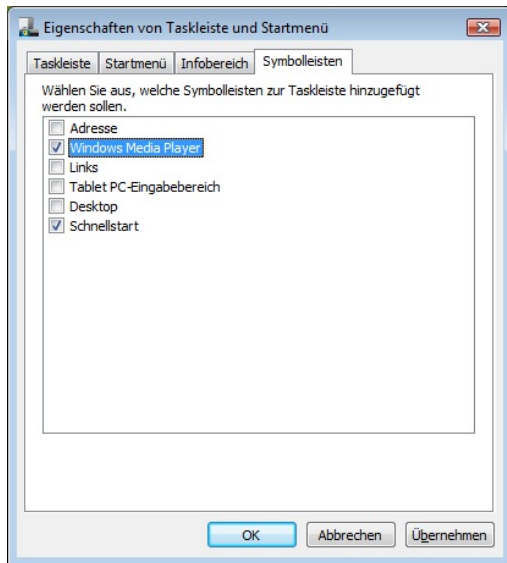 Eigenschaften von Taskleiste und Startmenü
Taskleiste Startmenü Infobereich Symbolleisten
Wählen Sie aus, welche Symbolleisten zur Taskleiste hinzugefügt
werden sollen.
Adresse
Windows Media Player
Links
Tablet PC-Eingabebereich
Desktop
Schnellstart
OK Abbrechen Übernehmen